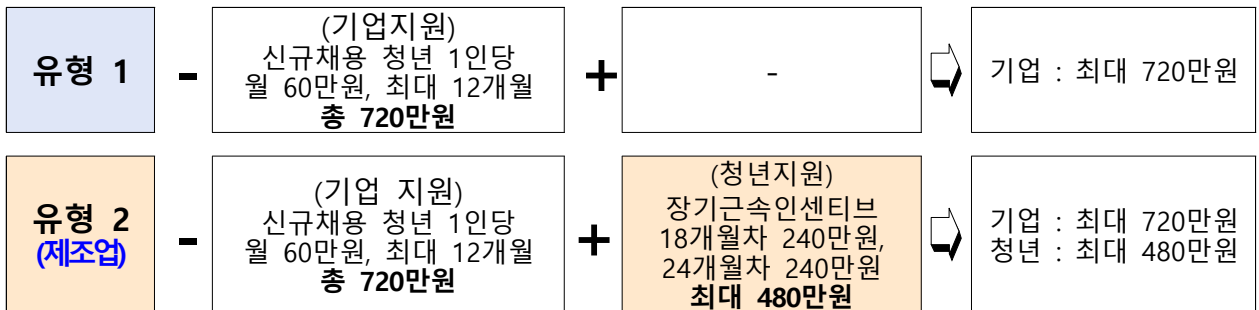 유형 1
-
(기업지원)
신규채용 청년 1인당
월 60만원, 최대 12개월
총 720만원
+
-
기업 : 최대 720만원
유형 2
(제조업)
-
(기업 지원)
신규채용 청년 1인당
월 60만원, 최대 12개월
총 720만원
+
(청년지원)
장기근속인센티브
18개월차 240만원,
24개월차 240만원
최대 480만원
기업 : 최대 720만원
청년 : 최대 480만원